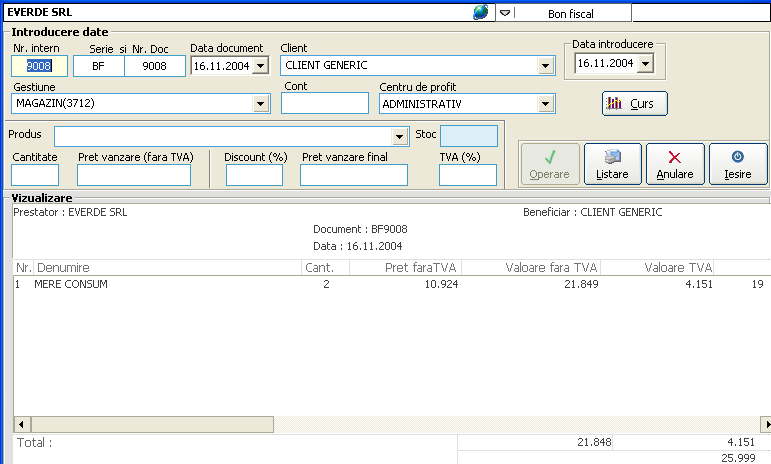 EVERDE SRL Bon fiscal
Introducere date
Nr. intern Serie si Nr. Doc Data document Client Data introducere
9008 BF 9008 16.11.2004 CLIENT GENERIC 16.11.2004
Gestiune Cont Centru de profit
MAGAZIN(3712) ADMINISTRATIV Curs
Produs Stoc
Cantitate Pret vanzare (fara TVA) Discount (%) Pret vanzare final TVA (%)
Operare Listare Anulare Iesire
Vizualizare
Prestator : EVERDE SRL Beneficiar : CLIENT GENERIC
Document : BF9008
Data : 16.11.2004
Nr. Denumire Cant. Pret faraTVA Valoare fara TVA Valoare TVA
1 MERE CONSUM 2 10.924 21.849 4.151 19
Total : 21.848 4.151
25.999